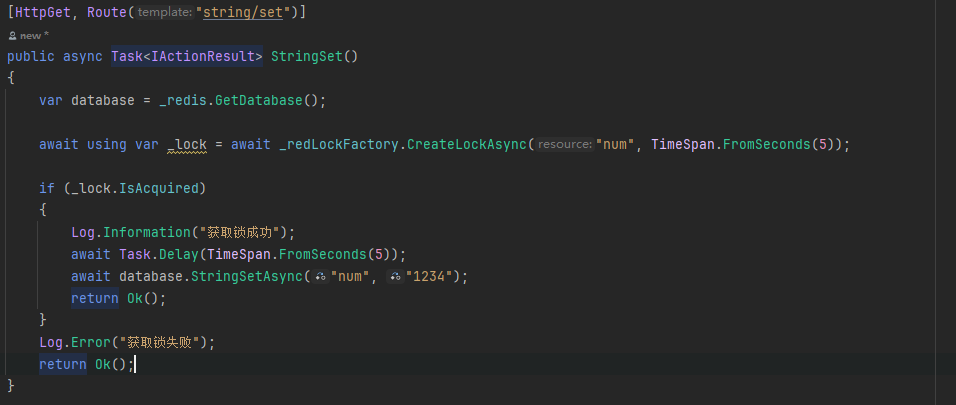 [HttpGet, Route(template:"string/set")]
new *
public async Task<IActionResult> StringSet()
{
var database = _redis.GetDatabase();
await using var _lock = await _redLockFactory.CreateLockAsync(resource:"num", TimeSpan.FromSeconds(5));
if (_lock.IsAcquired)
{
Log.Information("获取锁成功");
await Task.Delay(TimeSpan.FromSeconds(5));
await database.StringSetAsync("num", "1234");
return Ok();
}
Log.Error("获取锁失败");
return Ok();
}